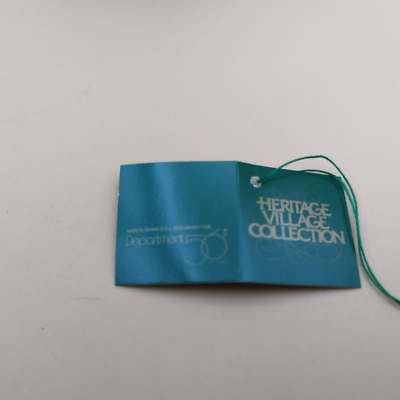 Department 56
HERITAGE
VILLAGE
COLLECTION